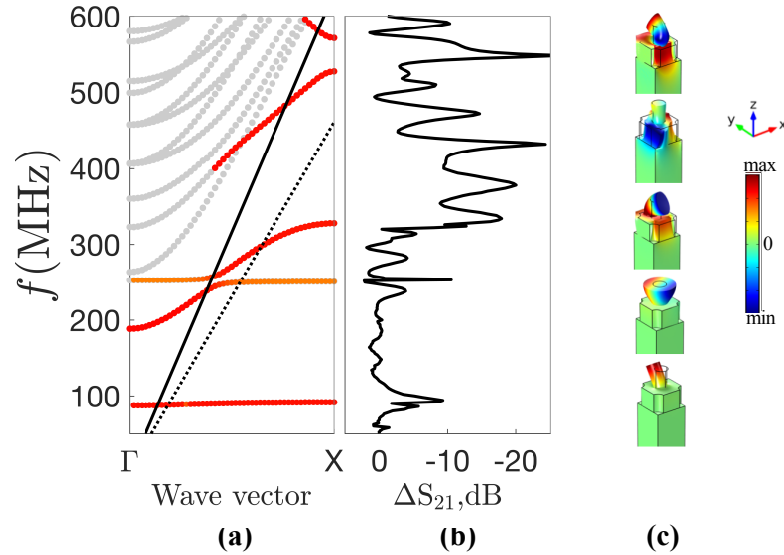 600
500
400
300
200
100
f(MHz)
Γ
X
Wave vector
(a)
0
-10
-20
ΔS21,dB
(b)
z
y
x
max
0
min
(c)